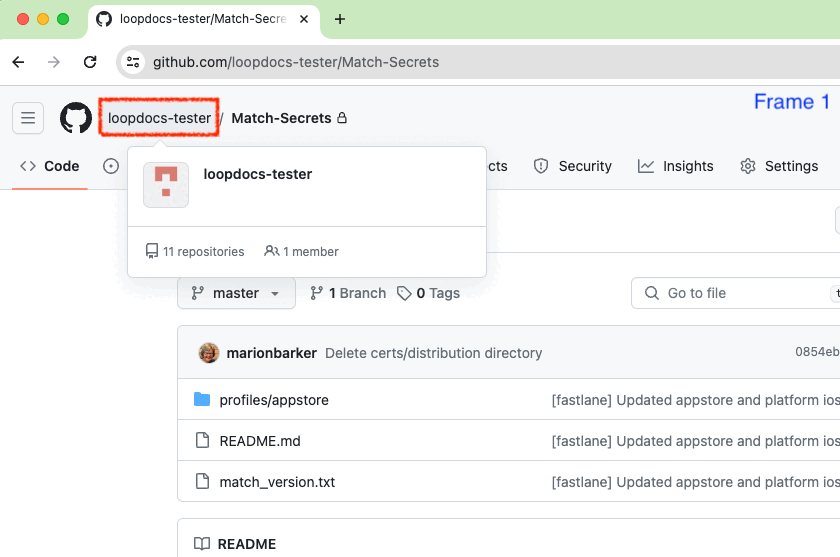 loopdocs-tester/Match-Secre
github.com/loopdocs-tester/Match-Secrets
Frame 1
loopdocs-tester / Match-Secrets
Code
cts
Security
Insights
Settings
loopdocs-tester
11 repositories 1 member
master
1 Branch
0 Tags
Go to file
t
marionbarker Delete certs/distribution directory
0854eb
profiles/appstore
[fastlane] Updated appstore and platform ios
README.md
[fastlane] Updated appstore and platform ios
match_version.txt
[fastlane] Updated appstore and platform ios
README